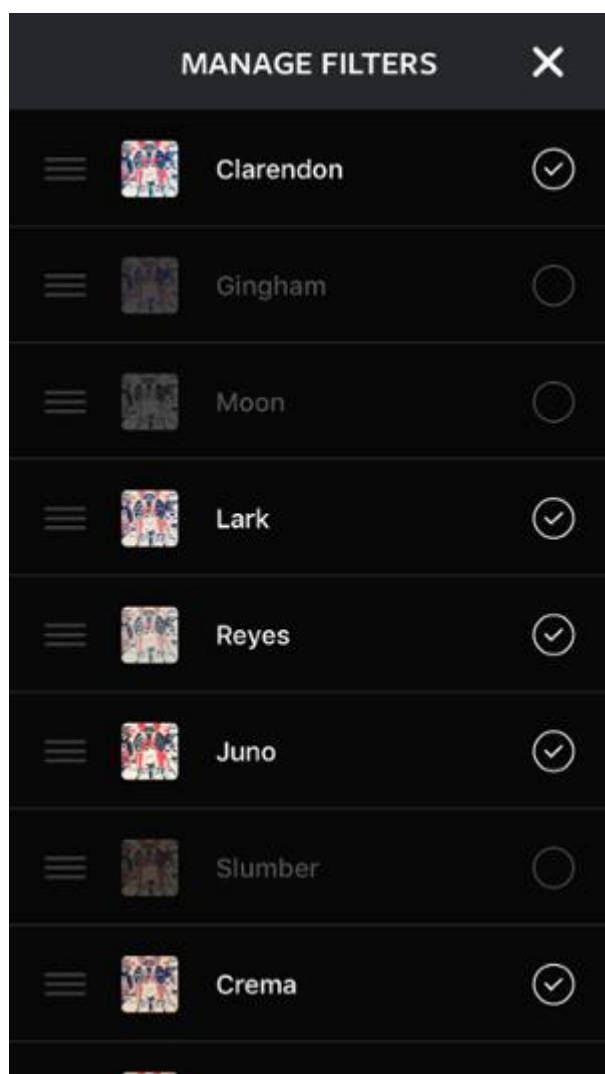 MANAGE FILTERS
Clarendon
Gingham
Moon
Lark
Reyes
Juno
Slumber
Crema